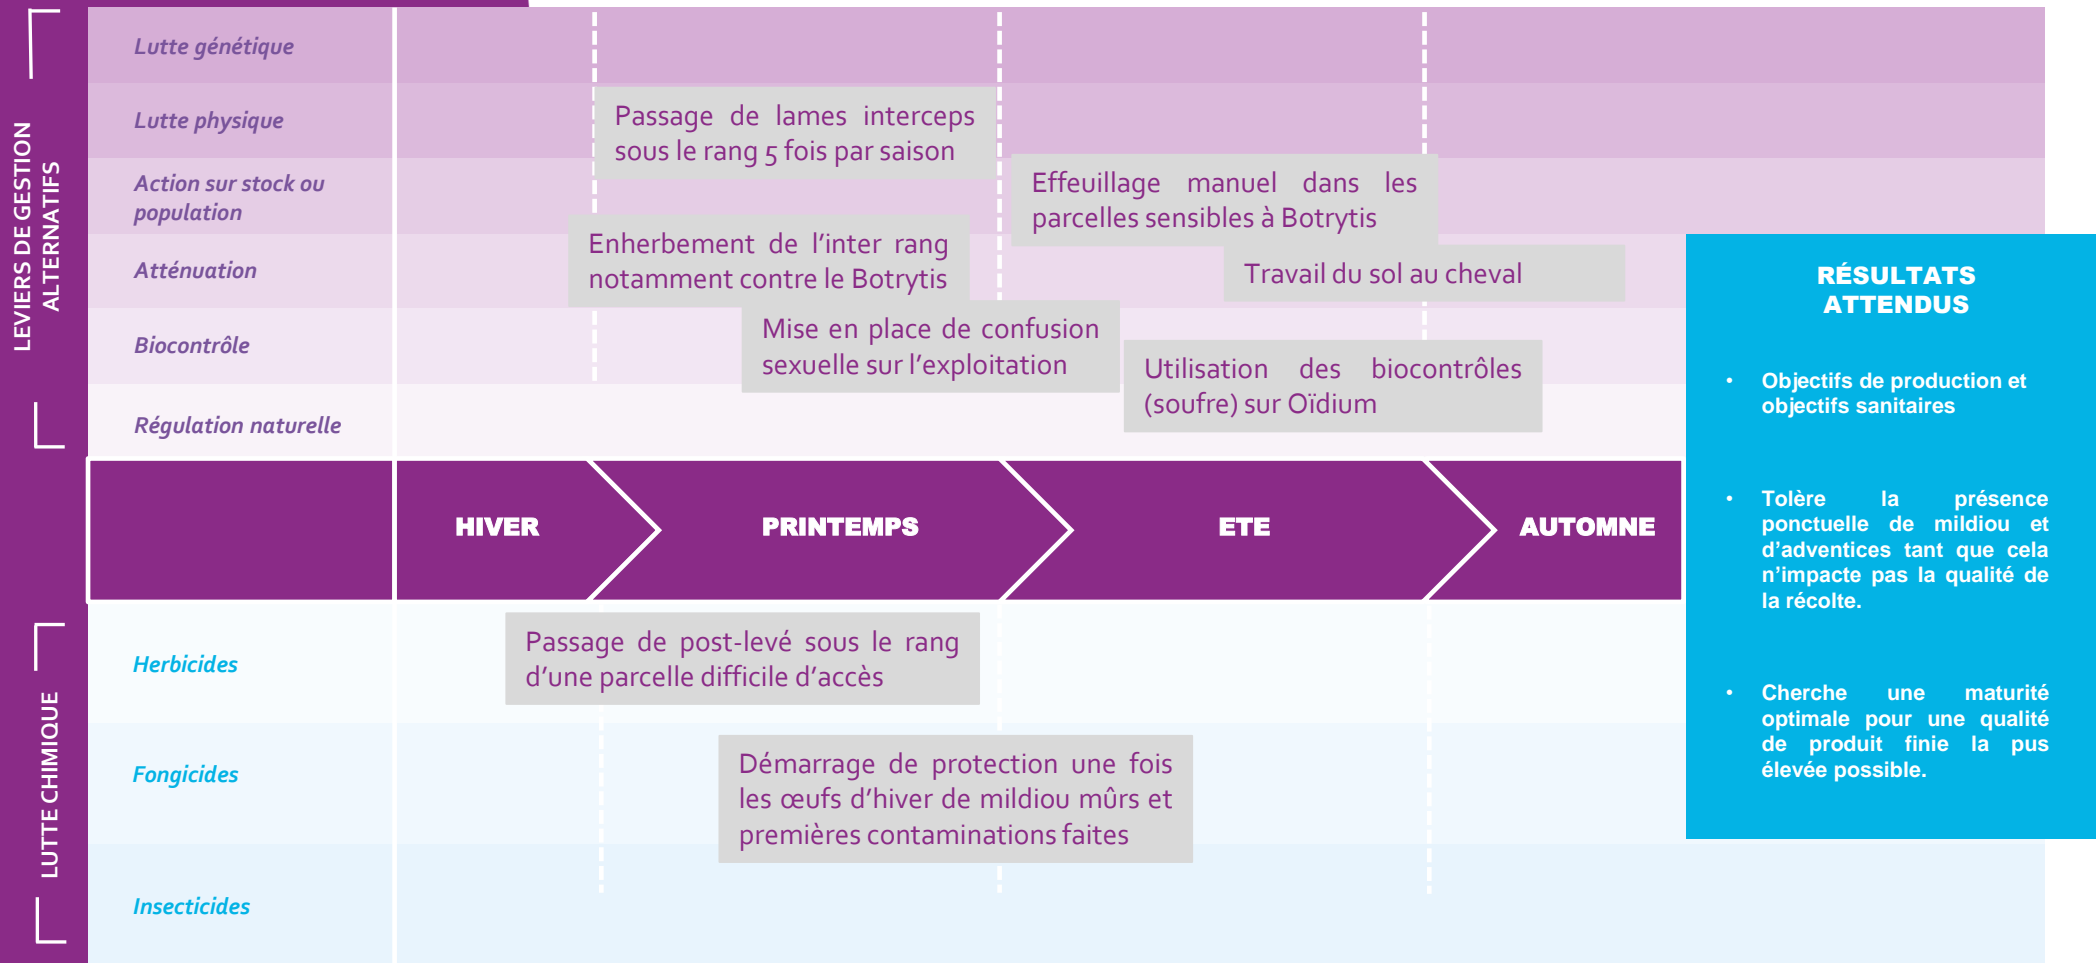 LEVIERS DE GESTION
ALTERNATIFS
Lutte génétique
Lutte physique
Action sur stock ou
population
Atténuation
Biocontrôle
Régulation naturelle
Passage de lames interceps
sous le rang 5 fois par saison
Effeuillage manuel dans les
parcelles sensibles à Botrytis
Enherbement de l’inter rang
notamment contre le Botrytis
Travail du sol au cheval
Mise en place de confusion
sexuelle sur l’exploitation
Utilisation des biocontrôles
(soufre) sur Oïdium
HIVER
PRINTEMPS
ETE
AUTOMNE
LUTTE CHIMIQUE
Herbicides
Fongicides
Insecticides
Passage de post-levé sous le rang
d’une parcelle difficile d’accès
Démarrage de protection une fois
les œufs d’hiver de mildiou mûrs et
premières contaminations faites
RÉSULTATS
ATTENDUS
• Objectifs de production et
objectifs sanitaires
• Tolère la présence
ponctuelle de mildiou et
d’adventices tant que cela
n’impacte pas la qualité de
la récolte.
• Cherche une maturité
optimale pour une qualité
de produit finie la pus
élevée possible.